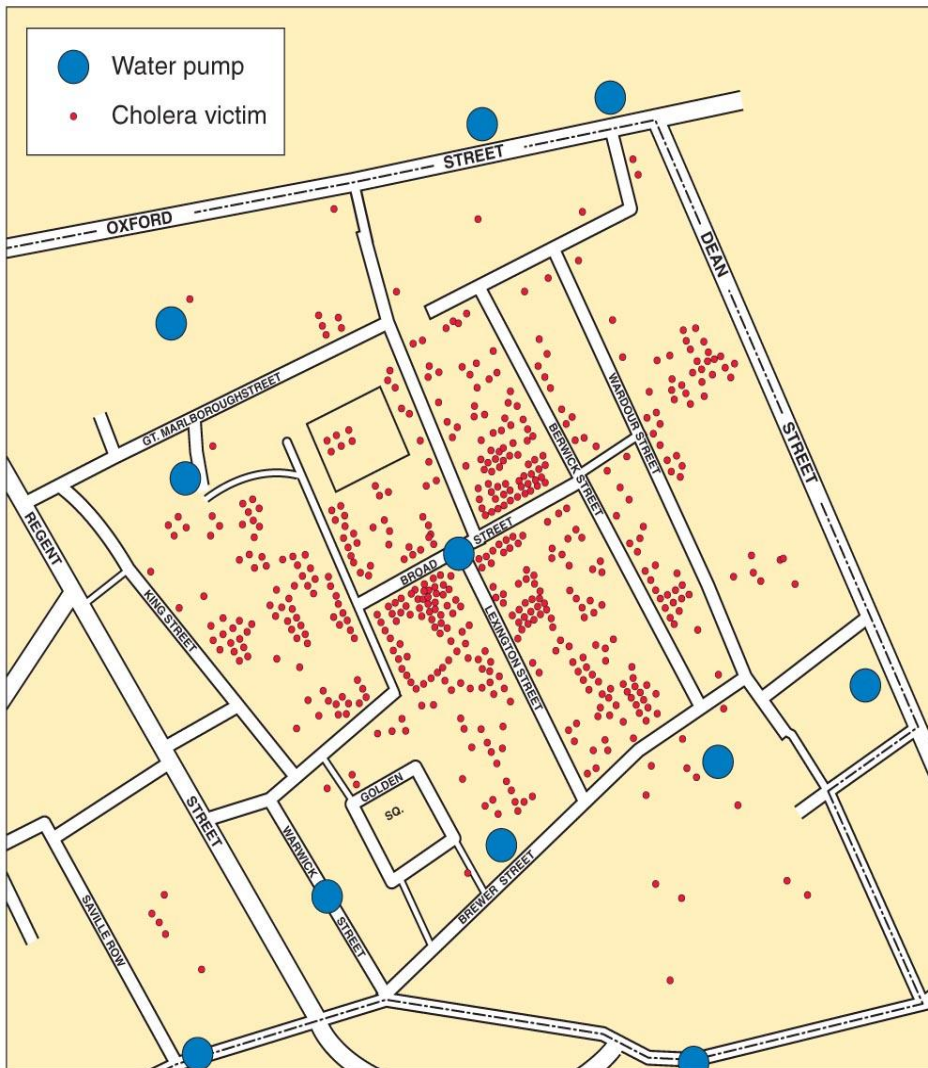 Water pump
Cholera victim
OXFORD STREET
DEAN STREET
GT. MARLBOROUGHSTREET
WARDOUR STREET
BERWICK STREET
REGENT STREET
BROAD STREET
KING STREET
LEXINGTON STREET
GOLDEN
SQ.
WARWICK STREET
BREWER STREET
SAVILLE ROW